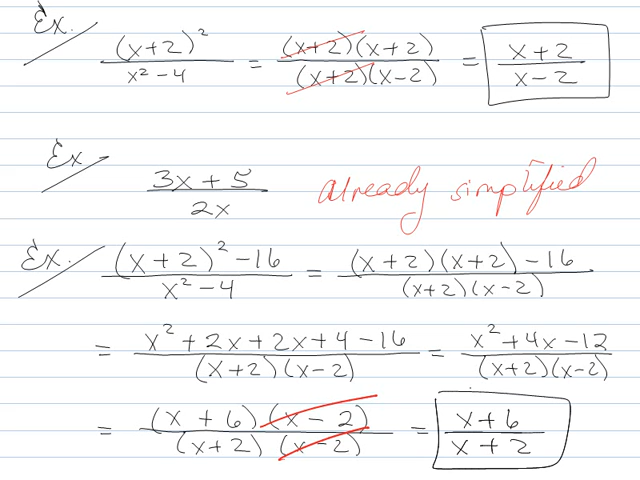 Ex. (x+2)² / x²-4 = (x+2)(x+2) / (x+2)(x-2) = x+2 / x-2
Ex 3x+5 / 2x already simplified
Ex. (x+2)²-16 / x²-4 = (x+2)(x+2)-16 / (x+2)(x-2)
= x²+2x+2x+4-16 / (x+2)(x-2) = x²+4x-12 / (x+2)(x-2)
= (x+6)(x-2) / (x+2)(x-2) = x+6 / x+2